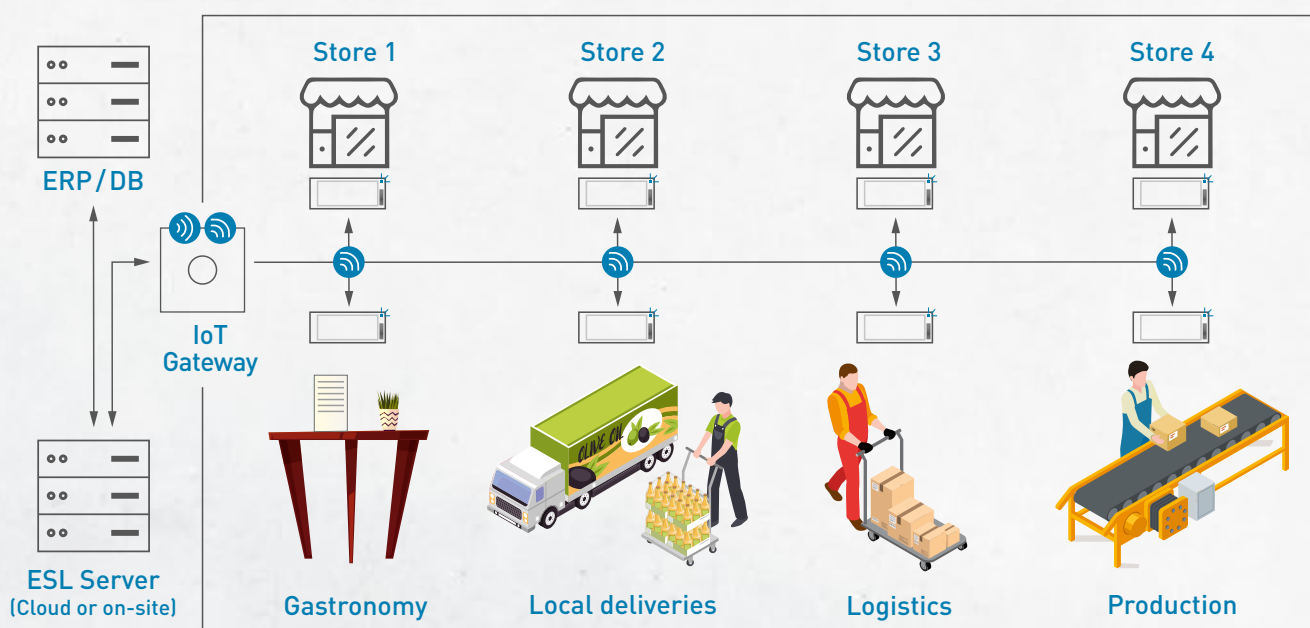 Store 1
Store 2
Store 3
Store 4
ERP / DB
IoT
Gateway
OLIVE OIL
ESL Server
(Cloud or on-site)
Gastronomy
Local deliveries
Logistics
Production